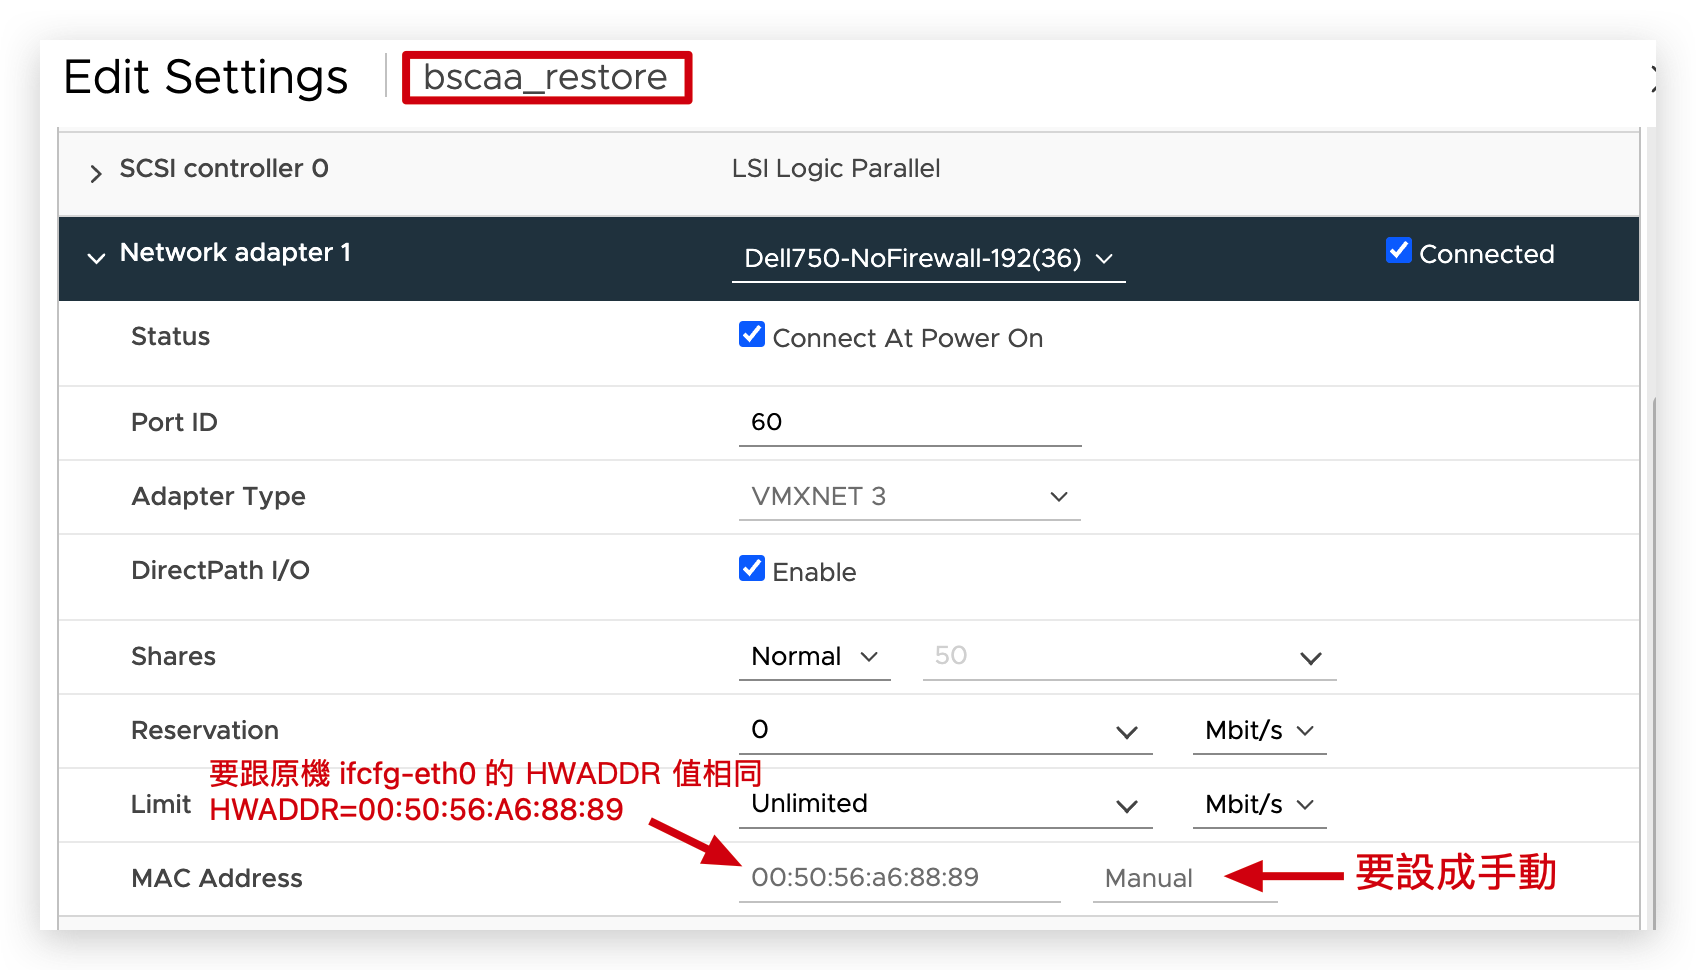 Edit Settings bscaa_restore
SCSI controller 0 LSI Logic Parallel
Network adapter 1 Dell750-NoFirewall-192(36) Connected
Status Connect At Power On
Port ID 60
Adapter Type VMXNET 3
DirectPath I/O Enable
Shares Normal 50
Reservation 0 Mbit/s
要跟原機 ifcfg-eth0 的 HWADDR 值相同
HWADDR=00:50:56:A6:88:89
Limit Unlimited Mbit/s
MAC Address 00:50:56:a6:88:89 Manual 要設成手動